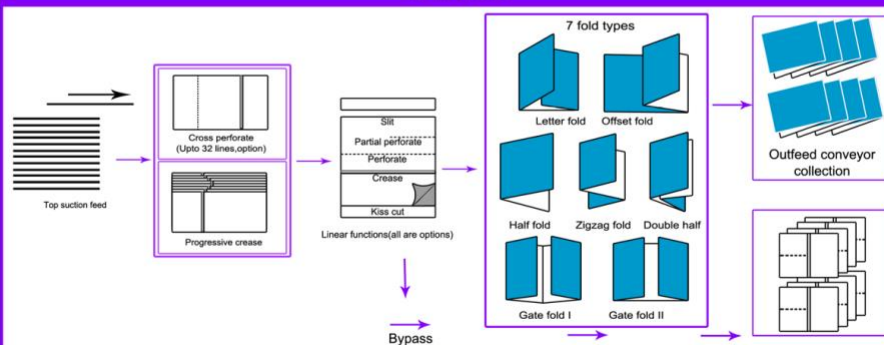 Top suction feed
Cross perforate
(Upto 32 lines,option)
Progressive crease
Slit
Partial perforate
Perforate
Crease
Kiss cut
Linear functions(all are options)
Bypass
7 fold types
Letter fold
Offset fold
Half fold
Zigzag fold
Double half
Gate fold I
Gate fold II
Outfeed conveyor
collection